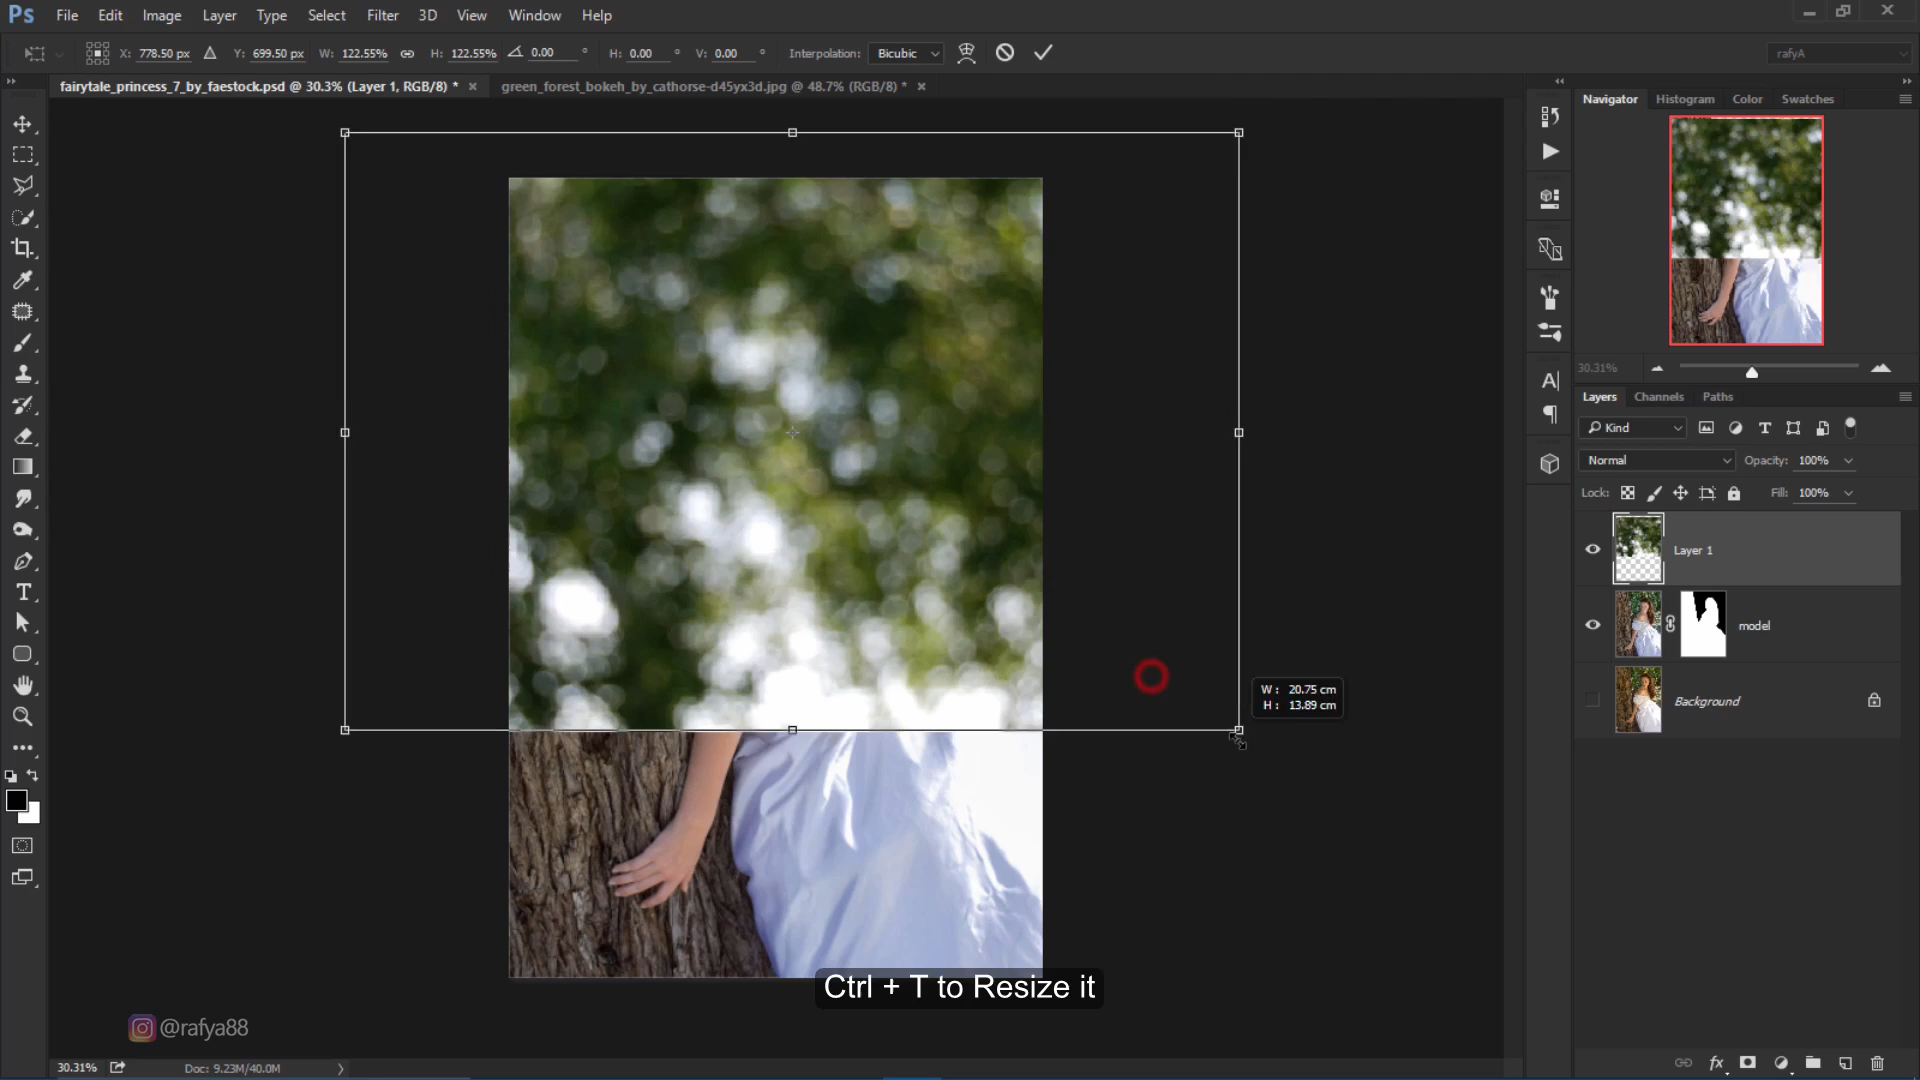 Ps File Edit Image Layer Type Select Filter 3D View Window Help
X: 778.50 px Y: 699.50 px W: 122.55% H: 122.55% 0.00 ° H: 0.00 ° V: 0.00 ° Interpolation: Bicubic rafyA
fairytale_princess_7_by_faestock.psd @ 30.3% (Layer 1, RGB/8) * × green_forest_bokeh_by_cathorse-d45yx3d.jpg @ 48.7% (RGB/8) * ×
Navigator Histogram Color Swatches
30.31%
Layers Channels Paths
Kind
Normal Opacity: 100%
Lock: Fill: 100%
Layer 1
model
Background
W: 20.75 cm
H: 13.89 cm
Ctrl + T to Resize it
@rafya88
30.31% Doc: 9.23M/40.0M
fx